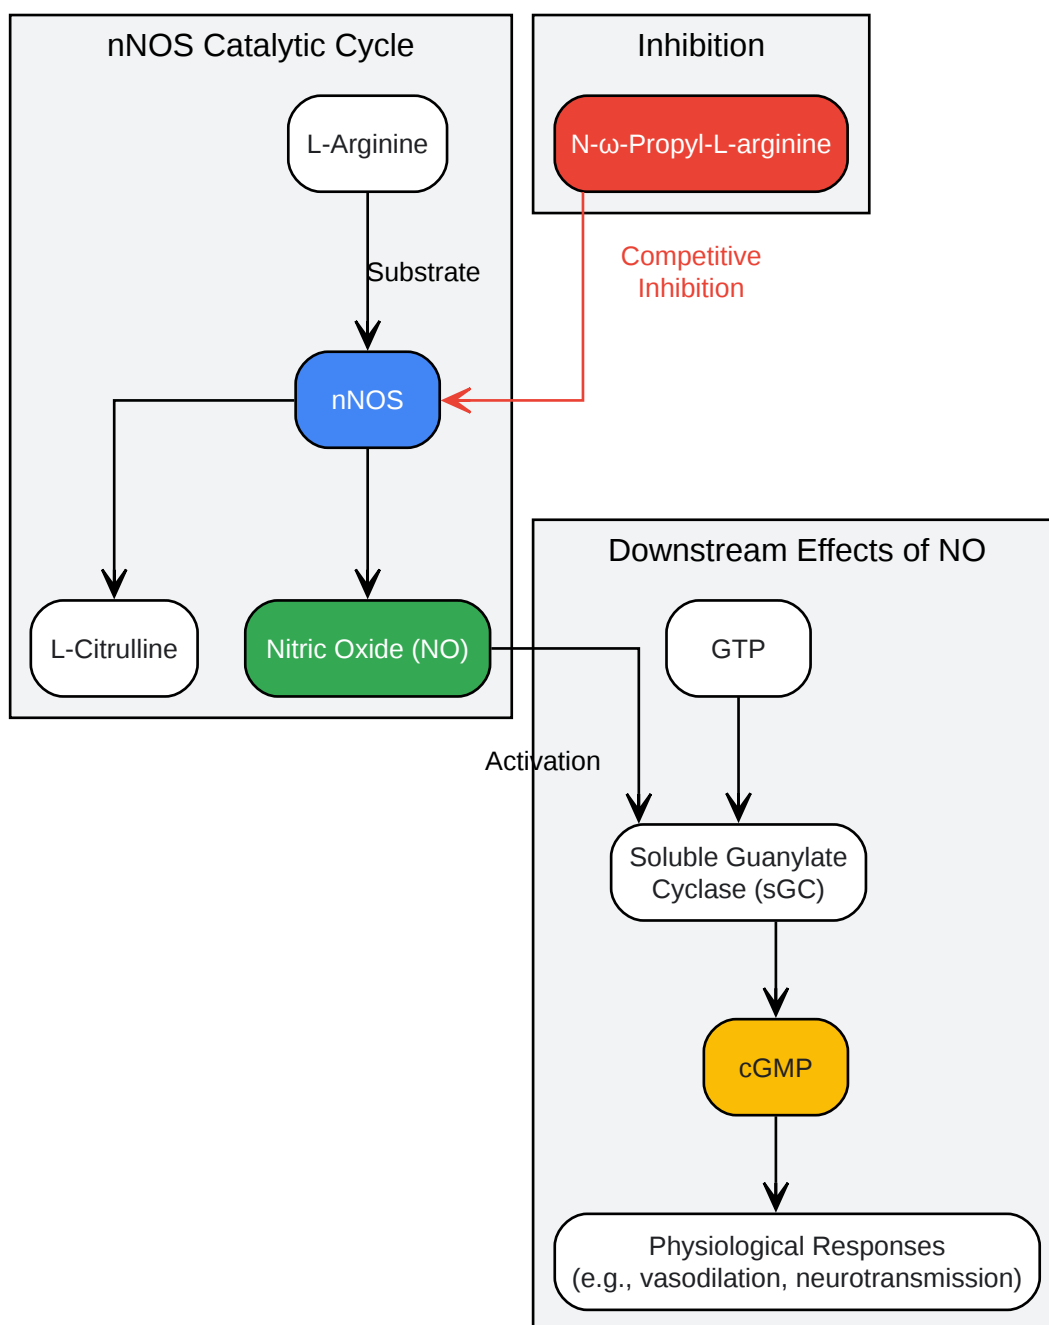 nNOS Catalytic Cycle
Inhibition
L-Arginine
N-ω-Propyl-L-arginine
Competitive
Inhibition
Substrate
nNOS
Downstream Effects of NO
L-Citrulline
Nitric Oxide (NO)
GTP
Activation
Soluble Guanylate
Cyclase (sGC)
cGMP
Physiological Responses
(e.g., vasodilation, neurotransmission)